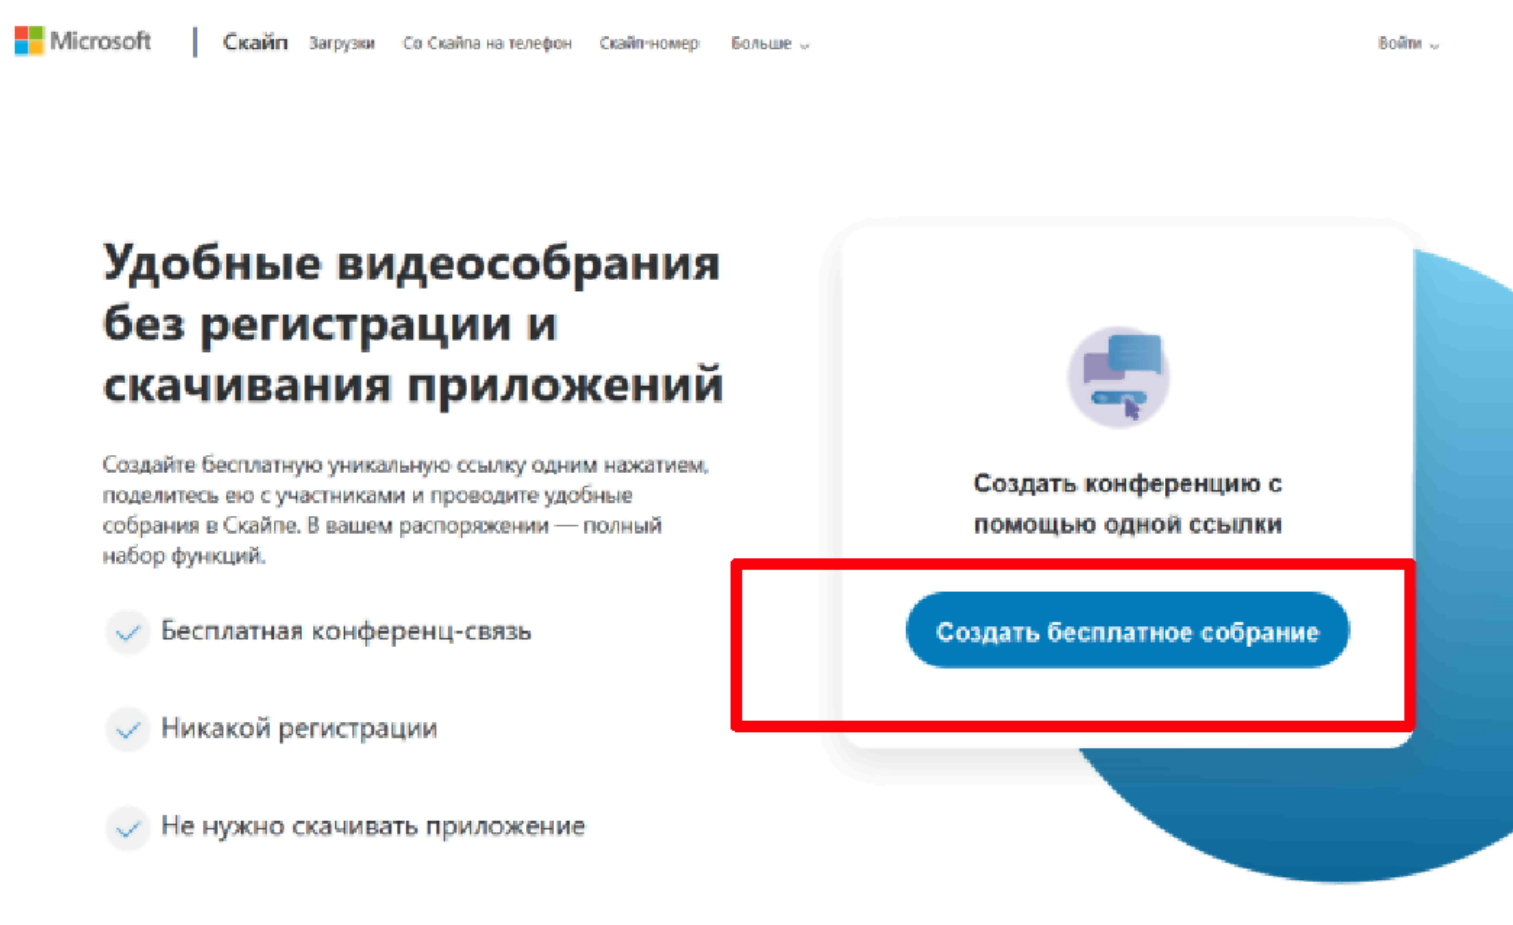 Microsoft | Скайп Загрузки Со Скайпа на телефон Скайп-номер Больше Войти
Удобные видеособрания
без регистрации и
скачивания приложений
Создайте бесплатную уникальную ссылку одним нажатием,
поделитесь ею с участниками и проводите удобные
собрания в Скайпе. В вашем распоряжении — полный
набор функций.
Бесплатная конференц-связь
Никакой регистрации
Не нужно скачивать приложение
Создать конференцию с
помощью одной ссылки
Создать бесплатное собрание